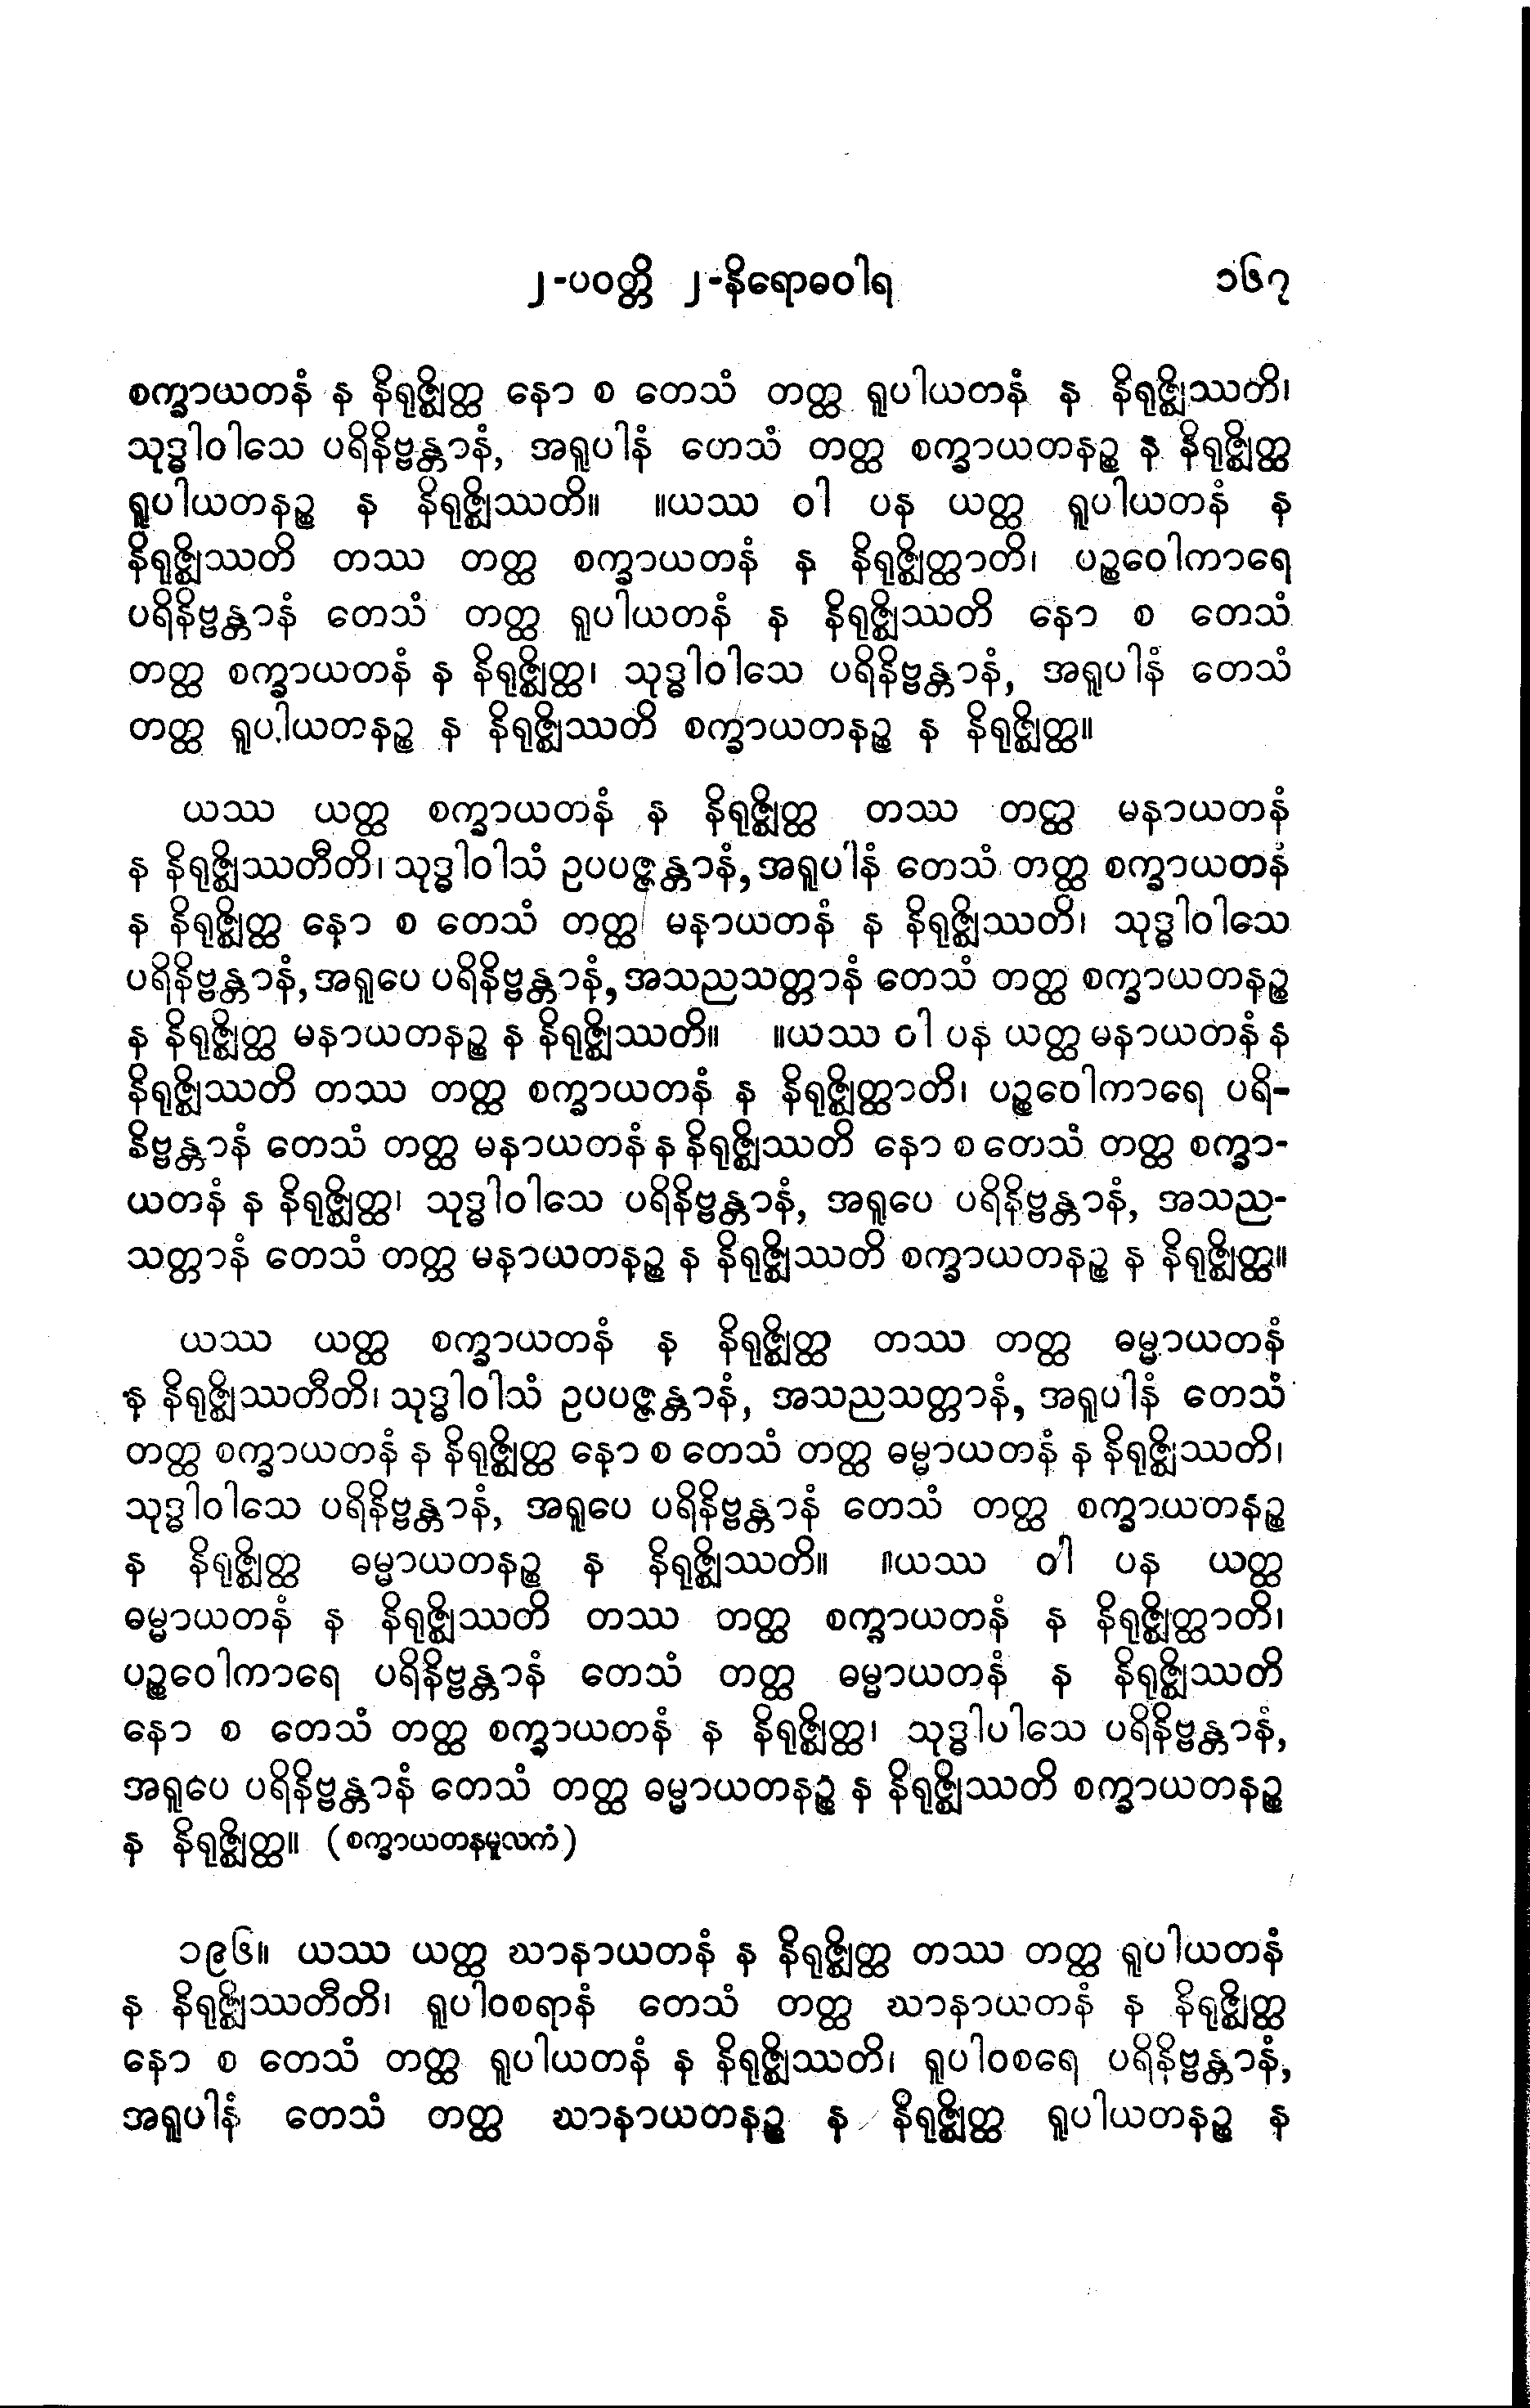 ၂-ပဝတ္တိ ၂-နိရောဓဝါရ ၁၆၇
စက္ခာယတနံ န နိရုဇ္ဈိတ္ထ နော စ တေသံ တတ္ထ ရူပါယတနံ န နိရုဇ္ဈိဿတိ၊
သုဒ္ဓါဝါသေ ပရိနိဗ္ဗန္တာနံ, အရူပါနံ တေသံ တတ္ထ စက္ခာယတနဉ္စ န နိရုဇ္ဈိတ္ထ
ရူပါယတနဉ္စ န နိရုဇ္ဈိဿတိ။ ။ယဿ ဝါ ပန ယတ္ထ ရူပါယတနံ န
နိရုဇ္ဈိဿတိ တဿ တတ္ထ စက္ခာယတနံ န နိရုဇ္ဈိတ္ထာတိ၊ ပဉ္စဝေါကာရေ
ပရိနိဗ္ဗန္တာနံ တေသံ တတ္ထ ရူပါယတနံ န နိရုဇ္ဈိဿတိ နော စ တေသံ
တတ္ထ စက္ခာယတနံ န နိရုဇ္ဈိတ္ထ၊ သုဒ္ဓါဝါသေ ပရိနိဗ္ဗန္တာနံ, အရူပါနံ တေသံ
တတ္ထ ရူပါယတနဉ္စ န နိရုဇ္ဈိဿတိ စက္ခာယတနဉ္စ န နိရုဇ္ဈိတ္ထ။
ယဿ ယတ္ထ စက္ခာယတနံ န နိရုဇ္ဈိတ္ထ တဿ တတ္ထ မနာယတနံ
န နိရုဇ္ဈိဿတီတိ၊ သုဒ္ဓါဝါသံ ဥပပဇ္ဇန္တာနံ, အရူပါနံ တေသံ တတ္ထ စက္ခာယတနံ
န နိရုဇ္ဈိတ္ထ နော စ တေသံ တတ္ထ မနာယတနံ န နိရုဇ္ဈိဿတိ၊ သုဒ္ဓါဝါသေ
ပရိနိဗ္ဗန္တာနံ, အရူပေ ပရိနိဗ္ဗန္တာနံ, အသညသတ္တာနံ တေသံ တတ္ထ စက္ခာယတနဉ္စ
န နိရုဇ္ဈိတ္ထ မနာယတနဉ္စ န နိရုဇ္ဈိဿတိ။ ။ယဿ ဝါ ပန ယတ္ထ မနာယတနံ န
နိရုဇ္ဈိဿတိ တဿ တတ္ထ စက္ခာယတနံ န နိရုဇ္ဈိတ္ထာတိ၊ ပဉ္စဝေါကာရေ ပရိ-
နိဗ္ဗန္တာနံ တေသံ တတ္ထ မနာယတနံ န နိရုဇ္ဈိဿတိ နော စ တေသံ တတ္ထ စက္ခာ-
ယတနံ န နိရုဇ္ဈိတ္ထ၊ သုဒ္ဓါဝါသေ ပရိနိဗ္ဗန္တာနံ, အရူပေ ပရိနိဗ္ဗန္တာနံ, အသည-
သတ္တာနံ တေသံ တတ္ထ မနာယတနဉ္စ န နိရုဇ္ဈိဿတိ စက္ခာယတနဉ္စ န နိရုဇ္ဈိတ္ထ။
ယဿ ယတ္ထ စက္ခာယတနံ န နိရုဇ္ဈိတ္ထ တဿ တတ္ထ ဓမ္မာယတနံ
န နိရုဇ္ဈိဿတီတိ၊ သုဒ္ဓါဝါသံ ဥပပဇ္ဇန္တာနံ, အသညသတ္တာနံ, အရူပါနံ တေသံ
တတ္ထ စက္ခာယတနံ န နိရုဇ္ဈိတ္ထ နော စ တေသံ တတ္ထ ဓမ္မာယတနံ န နိရုဇ္ဈိဿတိ၊
သုဒ္ဓါဝါသေ ပရိနိဗ္ဗန္တာနံ, အရူပေ ပရိနိဗ္ဗန္တာနံ တေသံ တတ္ထ စက္ခာယတနဉ္စ
န နိရုဇ္ဈိတ္ထ ဓမ္မာယတနဉ္စ န နိရုဇ္ဈိဿတိ။ ။ယဿ ဝါ ပန ယတ္ထ
ဓမ္မာယတနံ န နိရုဇ္ဈိဿတိ တဿ တတ္ထ စက္ခာယတနံ န နိရုဇ္ဈိတ္ထာတိ၊
ပဉ္စဝေါကာရေ ပရိနိဗ္ဗန္တာနံ တေသံ တတ္ထ ဓမ္မာယတနံ န နိရုဇ္ဈိဿတိ
နော စ တေသံ တတ္ထ စက္ခာယတနံ န နိရုဇ္ဈိတ္ထ၊ သုဒ္ဓါပါသေ ပရိနိဗ္ဗန္တာနံ,
အရူပေ ပရိနိဗ္ဗန္တာနံ တေသံ တတ္ထ ဓမ္မာယတနဉ္စ န နိရုဇ္ဈိဿတိ စက္ခာယတနဉ္စ
န နိရုဇ္ဈိတ္ထ။ (စက္ခာယတနမူလကံ)
၁၉၆။ ယဿ ယတ္ထ ဃာနာယတနံ န နိရုဇ္ဈိတ္ထ တဿ တတ္ထ ရူပါယတနံ
န နိရုဇ္ဈိဿတီတိ၊ ရူပါဝစရာနံ တေသံ တတ္ထ ဃာနာယတနံ န နိရုဇ္ဈိတ္ထ
နော စ တေသံ တတ္ထ ရူပါယတနံ န နိရုဇ္ဈိဿတိ၊ ရူပါဝစရေ ပရိနိဗ္ဗန္တာနံ,
အရူပါနံ တေသံ တတ္ထ ဃာနာယတနဉ္စ န နိရုဇ္ဈိတ္ထ ရူပါယတနဉ္စ န